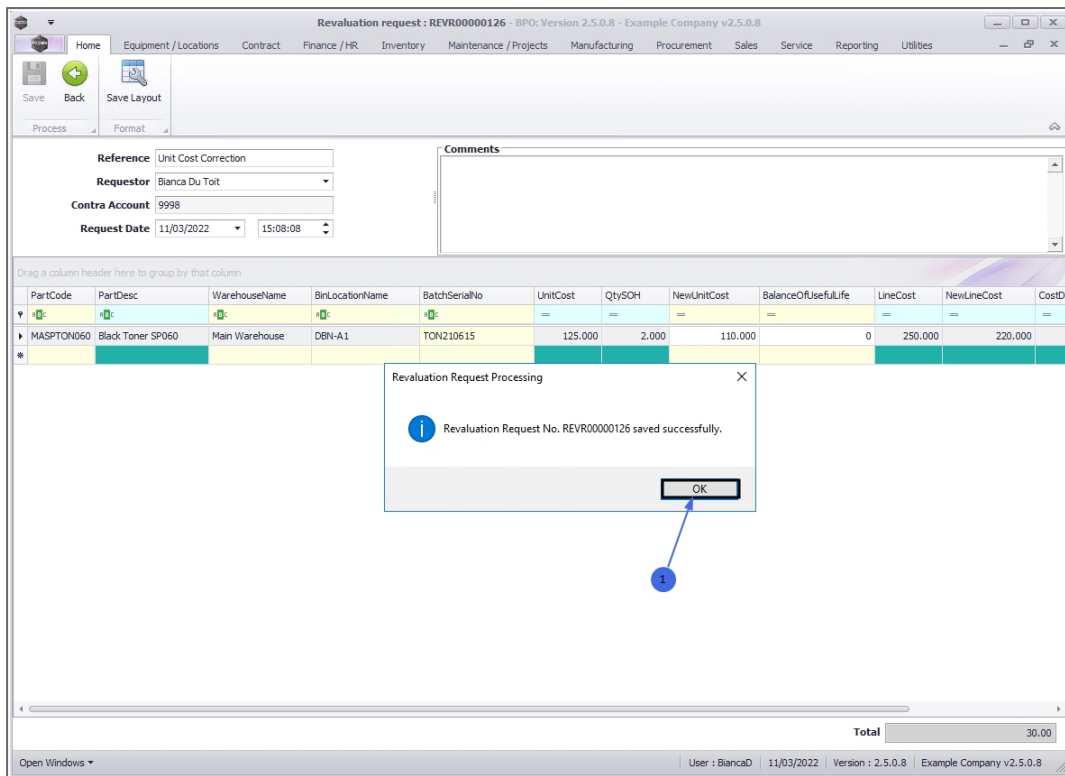 Revaluation request : REVR00000126 - BPO: Version 2.5.0.8 - Example Company v2.5.0.8
Home Equipment / Locations Contract Finance / HR Inventory Maintenance / Projects Manufacturing Procurement Sales Service Reporting Utilities
Save Back Save Layout
Process Format
Reference Unit Cost Correction
Requestor Bianca Du Toit
Contra Account 9998
Request Date 11/03/2022 15:08:08
Comments
Drag a column header here to group by that column
PartCode PartDesc WarehouseName BinLocationName BatchSerialNo UnitCost QtySOH NewUnitCost BalanceOfUsefulLife LineCost NewLineCost CostD
= = = = = = =
MASPTON060 Black Toner SP060 Main Warehouse DBN-A1 TON210615 125.000 2.000 110.000 0 250.000 220.000
Revaluation Request Processing
Revaluation Request No. REVR00000126 saved successfully.
OK
1
Total 30.00
Open Windows User : BiancaD 11/03/2022 Version : 2.5.0.8 Example Company v2.5.0.8